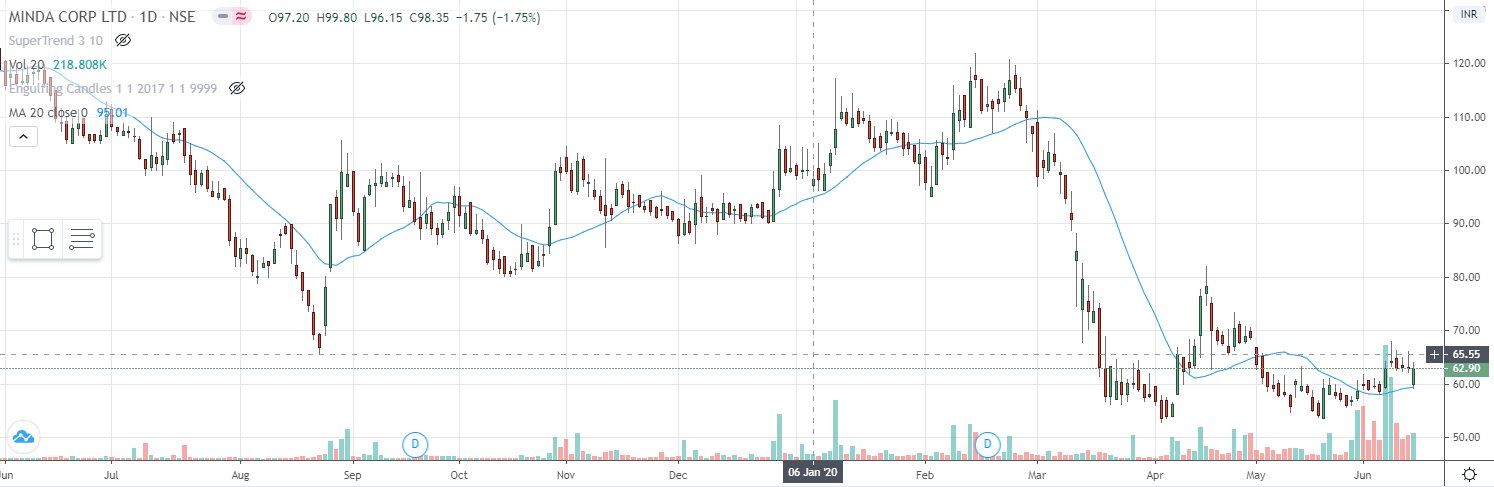 MINDA CORP LTD · 1D · NSE O97.20 H99.80 L96.15 C98.35 −1.75 (−1.75%) INR
SuperTrend 3 10
Vol 20 218.808K
Engulfing Candles 1 1 2017 1 1 9999
MA 20 close 0 95.01
120.00
110.00
100.00
90.00
80.00
70.00
65.55
62.90
60.00
50.00
D D
Jun Jul Aug Sep Oct Nov Dec 06 Jan '20 Feb Mar Apr May Jun